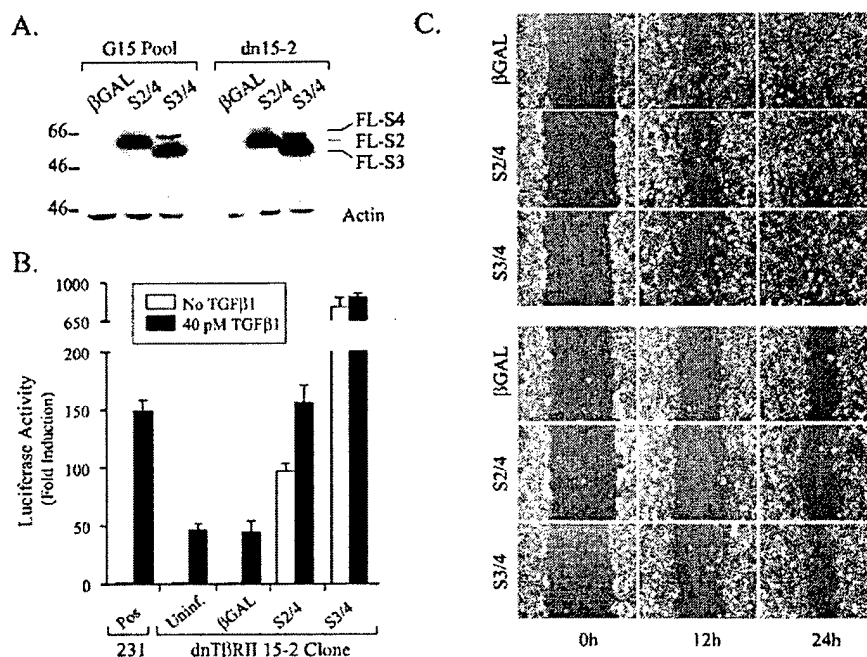 A.
G15 Pool
dn15-2
βGAL
S2/4
S3/4
βGAL
S2/4
S3/4
66
46
46
FL-S4
FL-S2
FL-S3
Actin
B.
Luciferase Activity
(Fold Induction)
1000
650
200
150
100
50
0
No TGFβ1
40 pM TGFβ1
Pos
Uninf.
βGAL
S2/4
S3/4
231
dnTβRII 15-2 Clone
C.
βGAL
S2/4
S3/4
βGAL
S2/4
S3/4
0h
12h
24h